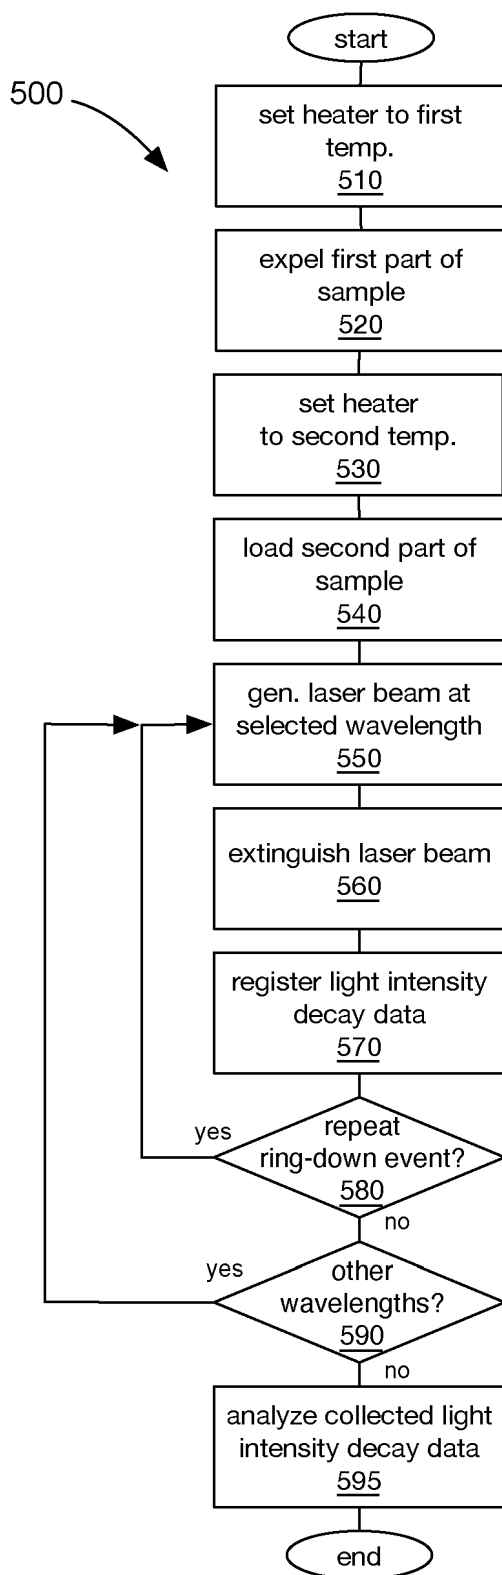 start
500
set heater to first
temp.
510
expel first part of
sample
520
set heater
to second temp.
530
load second part of
sample
540
gen. laser beam at
selected wavelength
550
extinguish laser beam
560
register light intensity
decay data
570
yes
repeat
ring-down event?
580
no
yes
other
wavelengths?
590
no
analyze collected light
intensity decay data
595
end